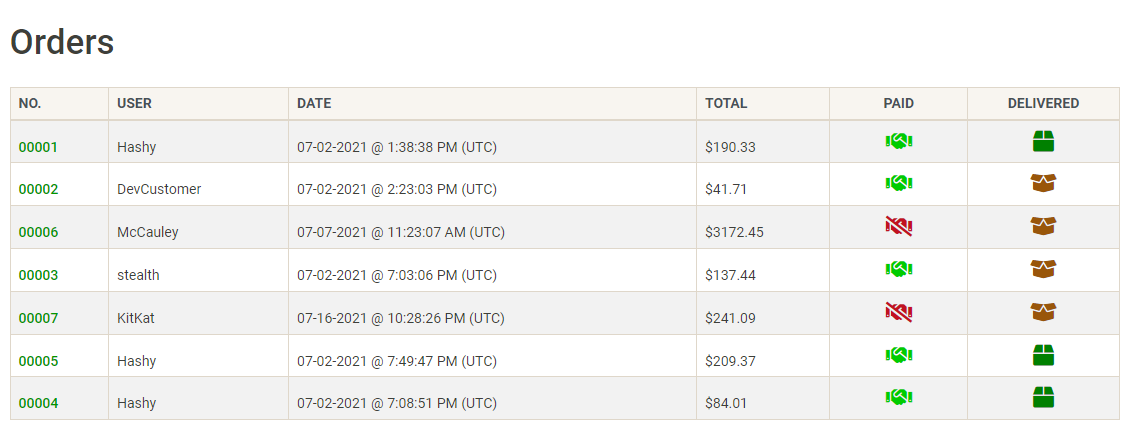 Orders
NO. USER DATE TOTAL PAID DELIVERED
00001 Hashy 07-02-2021 @ 1:38:38 PM (UTC) $190.33
00002 DevCustomer 07-02-2021 @ 2:23:03 PM (UTC) $41.71
00006 McCauley 07-07-2021 @ 11:23:07 AM (UTC) $3172.45
00003 stealth 07-02-2021 @ 7:03:06 PM (UTC) $137.44
00007 KitKat 07-16-2021 @ 10:28:26 PM (UTC) $241.09
00005 Hashy 07-02-2021 @ 7:49:47 PM (UTC) $209.37
00004 Hashy 07-02-2021 @ 7:08:51 PM (UTC) $84.01